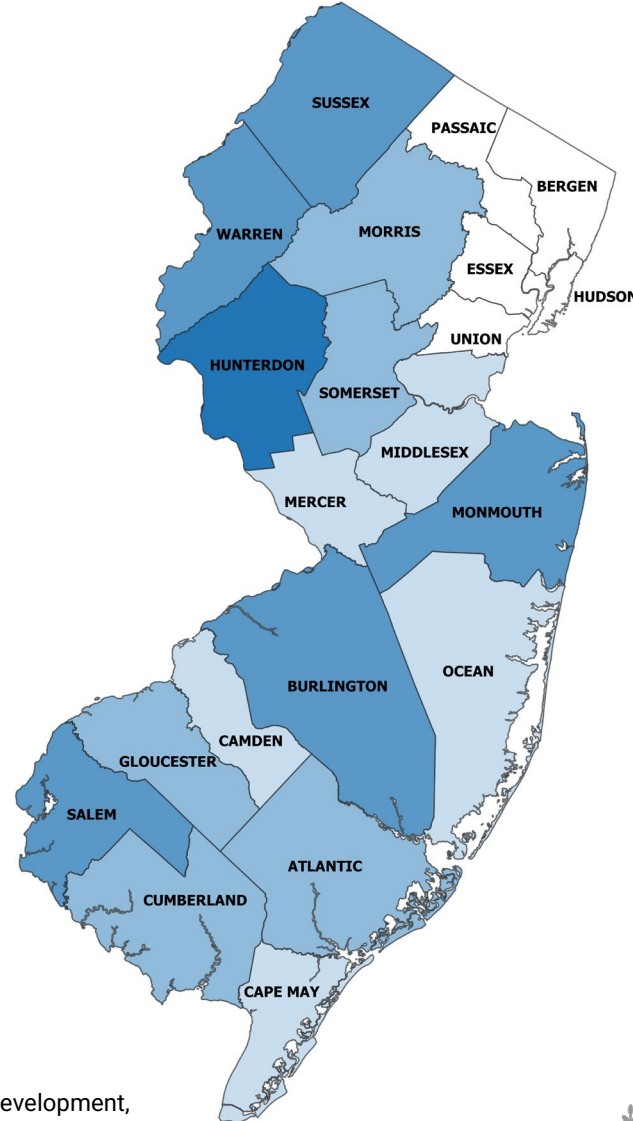 SUSSEX
PASSAIC
BERGEN
WARREN
MORRIS
ESSEX
HUDSON
UNION
HUNTERDON
SOMERSET
MIDDLESEX
MERCER
MONMOUTH
OCEAN
BURLINGTON
CAMDEN
GLOUCESTER
SALEM
ATLANTIC
CUMBERLAND
CAPE MAY
evelopment,